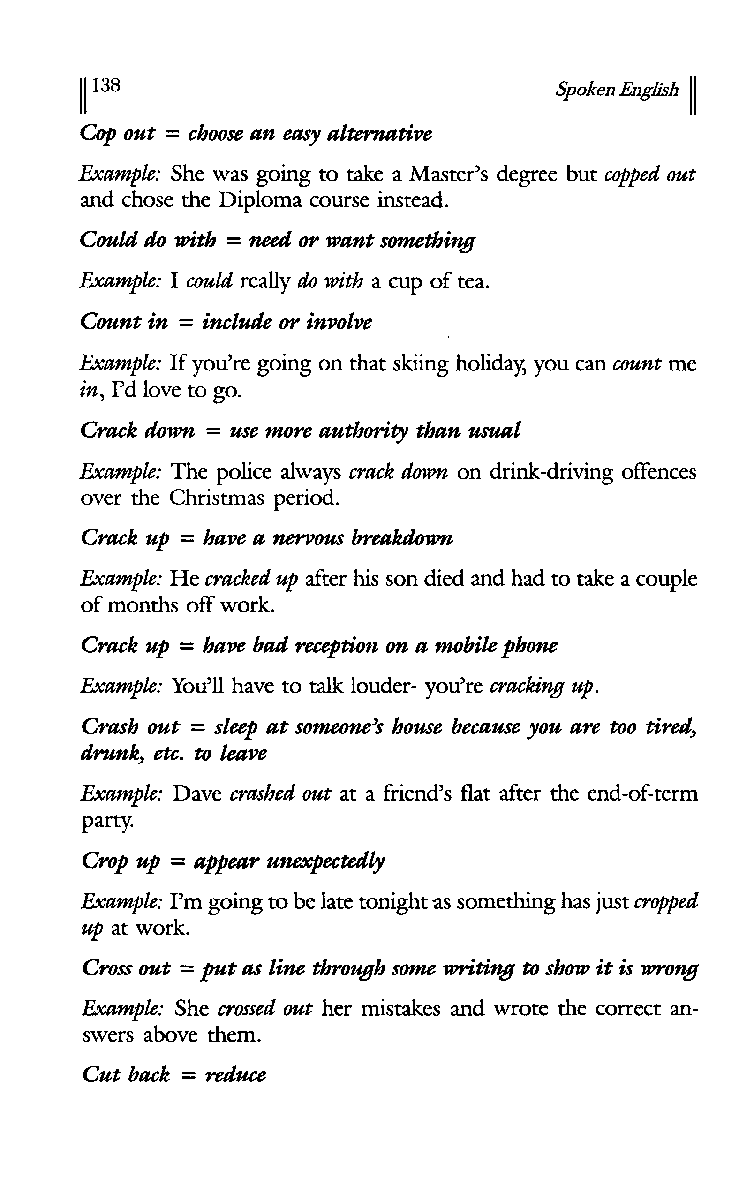 138 Spoken English
Cop out = choose an easy alternative
Example: She was going to take a Master's degree but copped out
and chose the Diploma course instead.
Could do with = need or want something
Example: I could really do with a cup of tea.
Count in = include or involve
Example: If you're going on that skiing holiday, you can count me
in, I'd love to go.
Crack down = use more authority than usual
Example: The police always crack down on drink-driving offences
over the Christmas period.
Crack up = have a nervous breakdown
Example: He cracked up after his son died and had to take a couple
of months off work.
Crack up = have bad reception on a mobile phone
Example: You'll have to talk louder- you're cracking up.
Crash out = sleep at someone's house because you are too tired,
drunk, etc. to leave
Example: Dave crashed out at a friend's flat after the end-of-term
party.
Crop up = appear unexpectedly
Example: I'm going to be late tonight as something has just cropped
up at work.
Cross out = put as line through some writing to show it is wrong
Example: She crossed out her mistakes and wrote the correct an-
swers above them.
Cut back = reduce